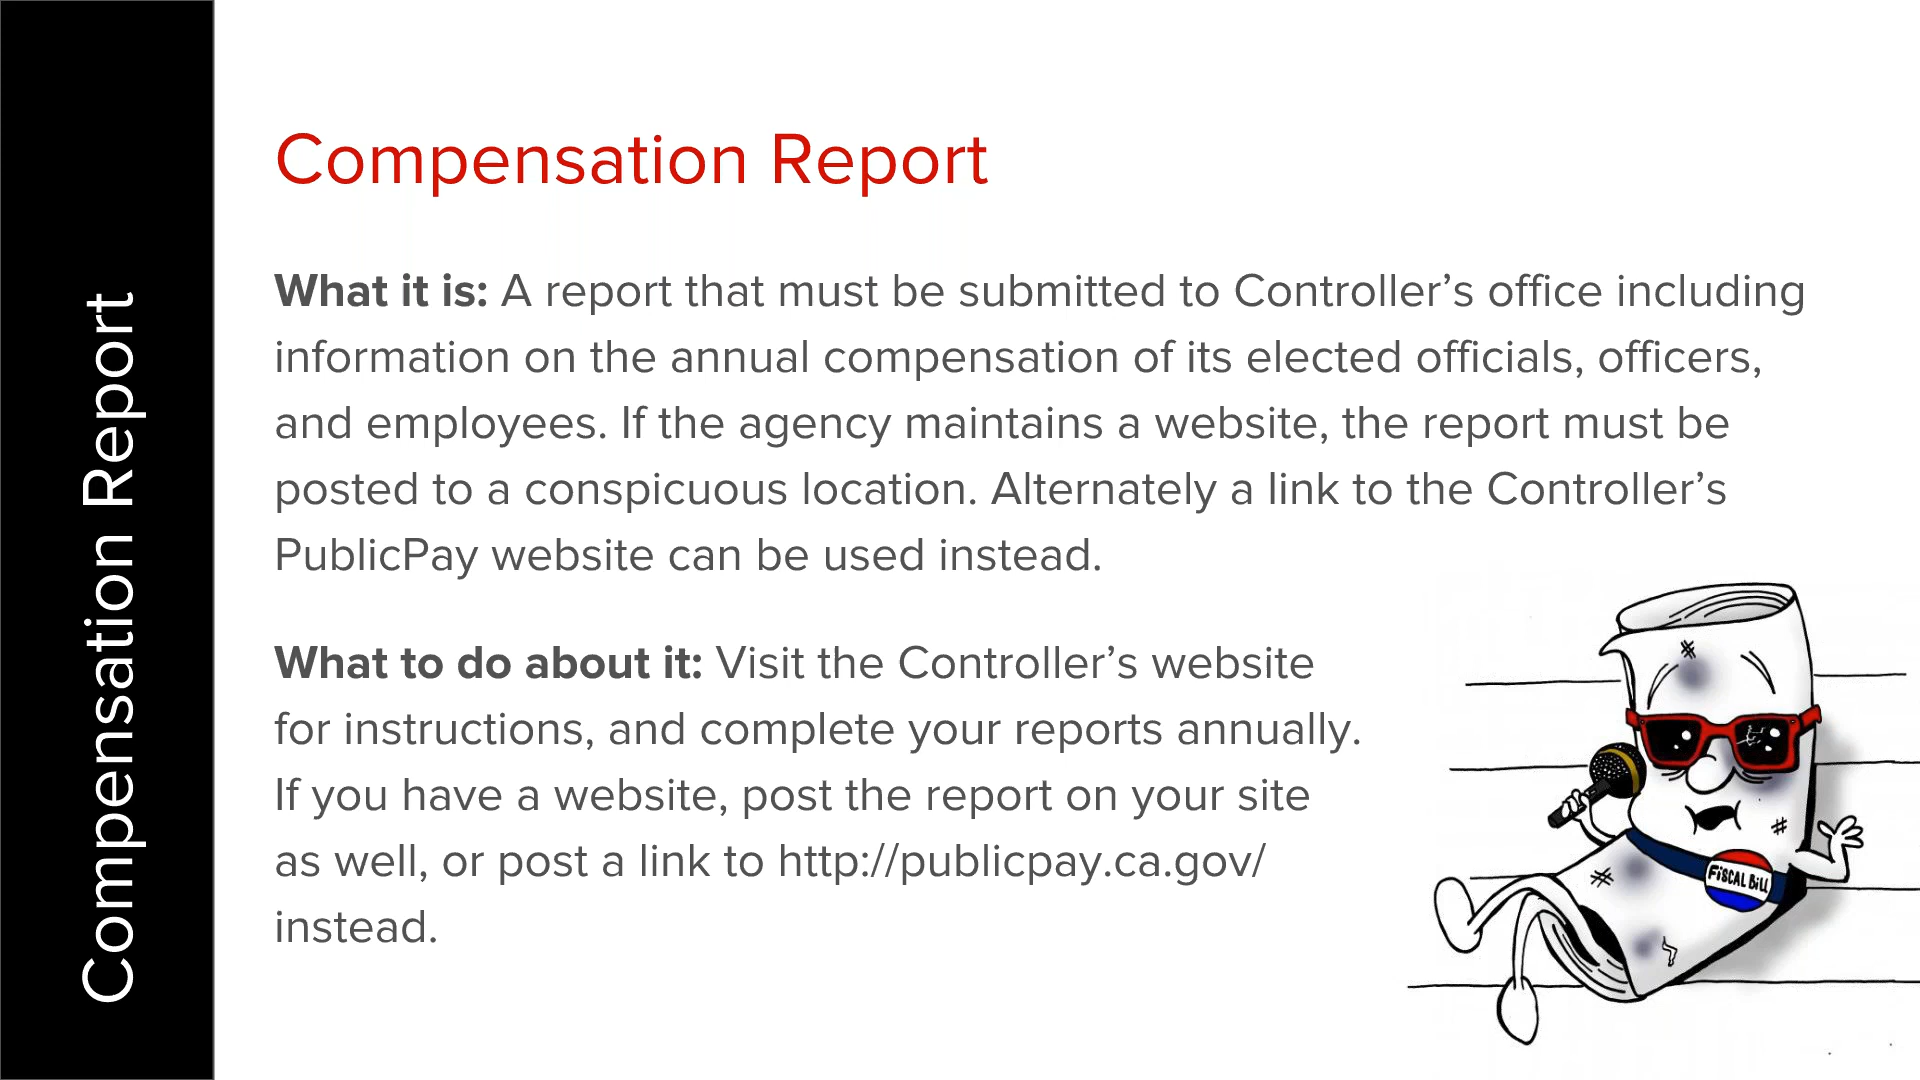 Compensation Report
Compensation Report
What it is: A report that must be submitted to Controller’s office including
information on the annual compensation of its elected officials, officers,
and employees. If the agency maintains a website, the report must be
posted to a conspicuous location. Alternately a link to the Controller’s
PublicPay website can be used instead.
What to do about it: Visit the Controller’s website
for instructions, and complete your reports annually.
If you have a website, post the report on your site
as well, or post a link to http://publicpay.ca.gov/
instead.
FiSCAL BiLL